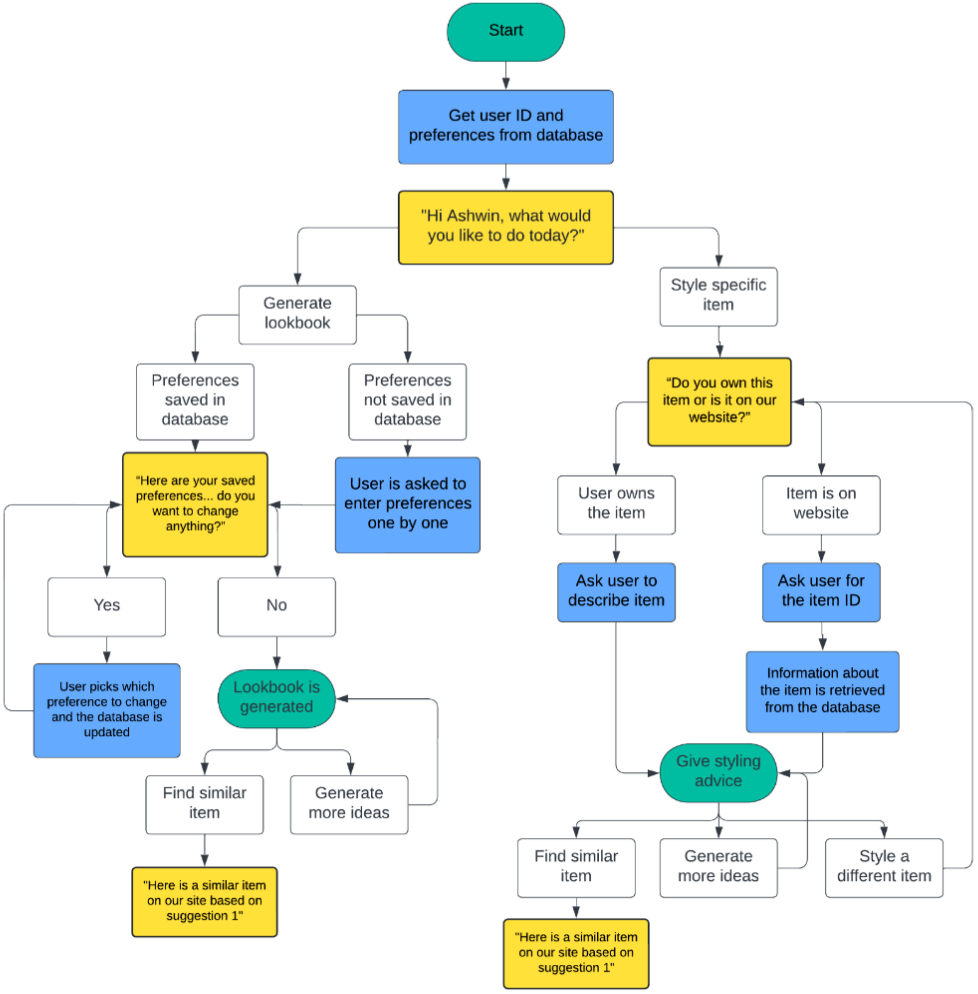 Start
Get user ID and
preferences from database
"Hi Ashwin, what would
you like to do today?"
Generate
lookbook
Style specific
item
Preferences
saved in
database
Preferences
not saved in
database
“Do you own this
item or is it on our
website?”
“Here are your saved
preferences... do you
want to change
anything?”
User is asked to
enter preferences
one by one
User owns
the item
Item is on
website
Yes
No
Ask user to
describe item
Ask user for
the item ID
User picks which
preference to change
and the database is
updated
Lookbook is
generated
Information about
the item is retrieved
from the database
Give styling
advice
Find similar
item
Generate
more ideas
Find similar
item
Generate
more ideas
Style a
different item
"Here is a similar item
on our site based on
suggestion 1"
"Here is a similar item
on our site based on
suggestion 1"